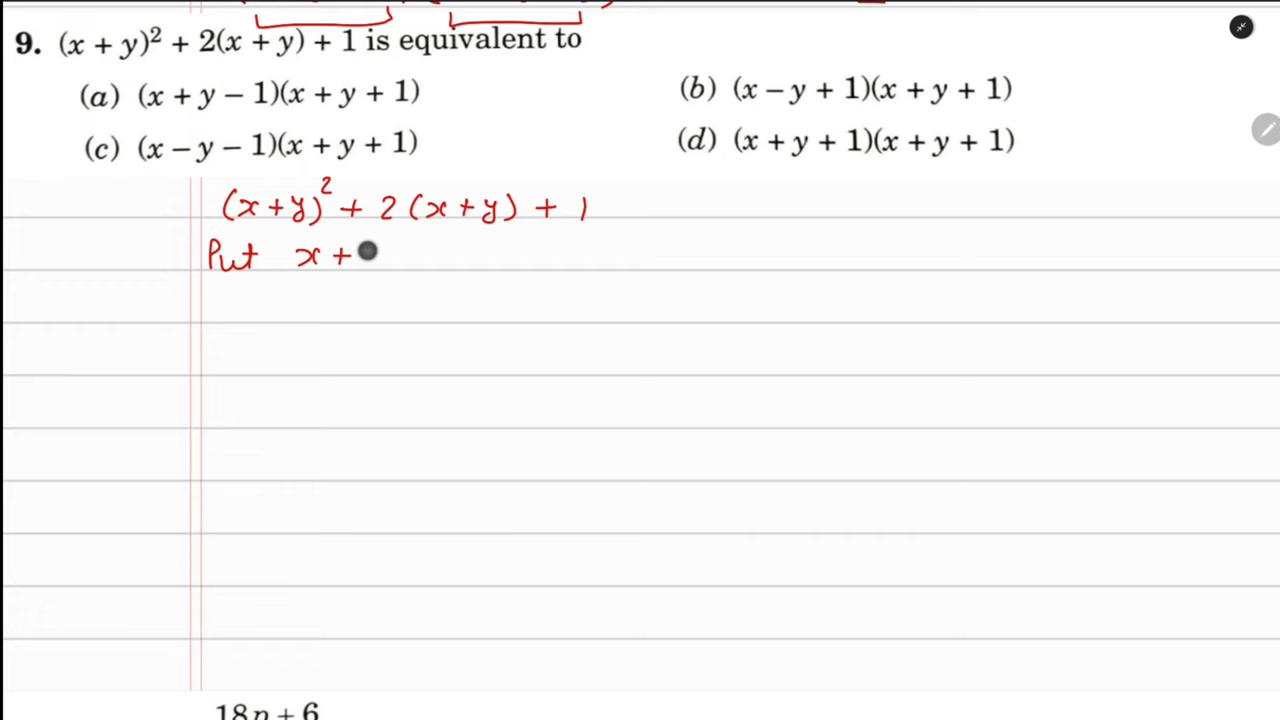 9. (x + y)² + 2(x + y) + 1 is equivalent to
(a) (x + y − 1)(x + y + 1)
(b) (x − y + 1)(x + y + 1)
(c) (x − y − 1)(x + y + 1)
(d) (x + y + 1)(x + y + 1)
(x+y)² + 2 (x+y) + 1
Put x +
18p + 6